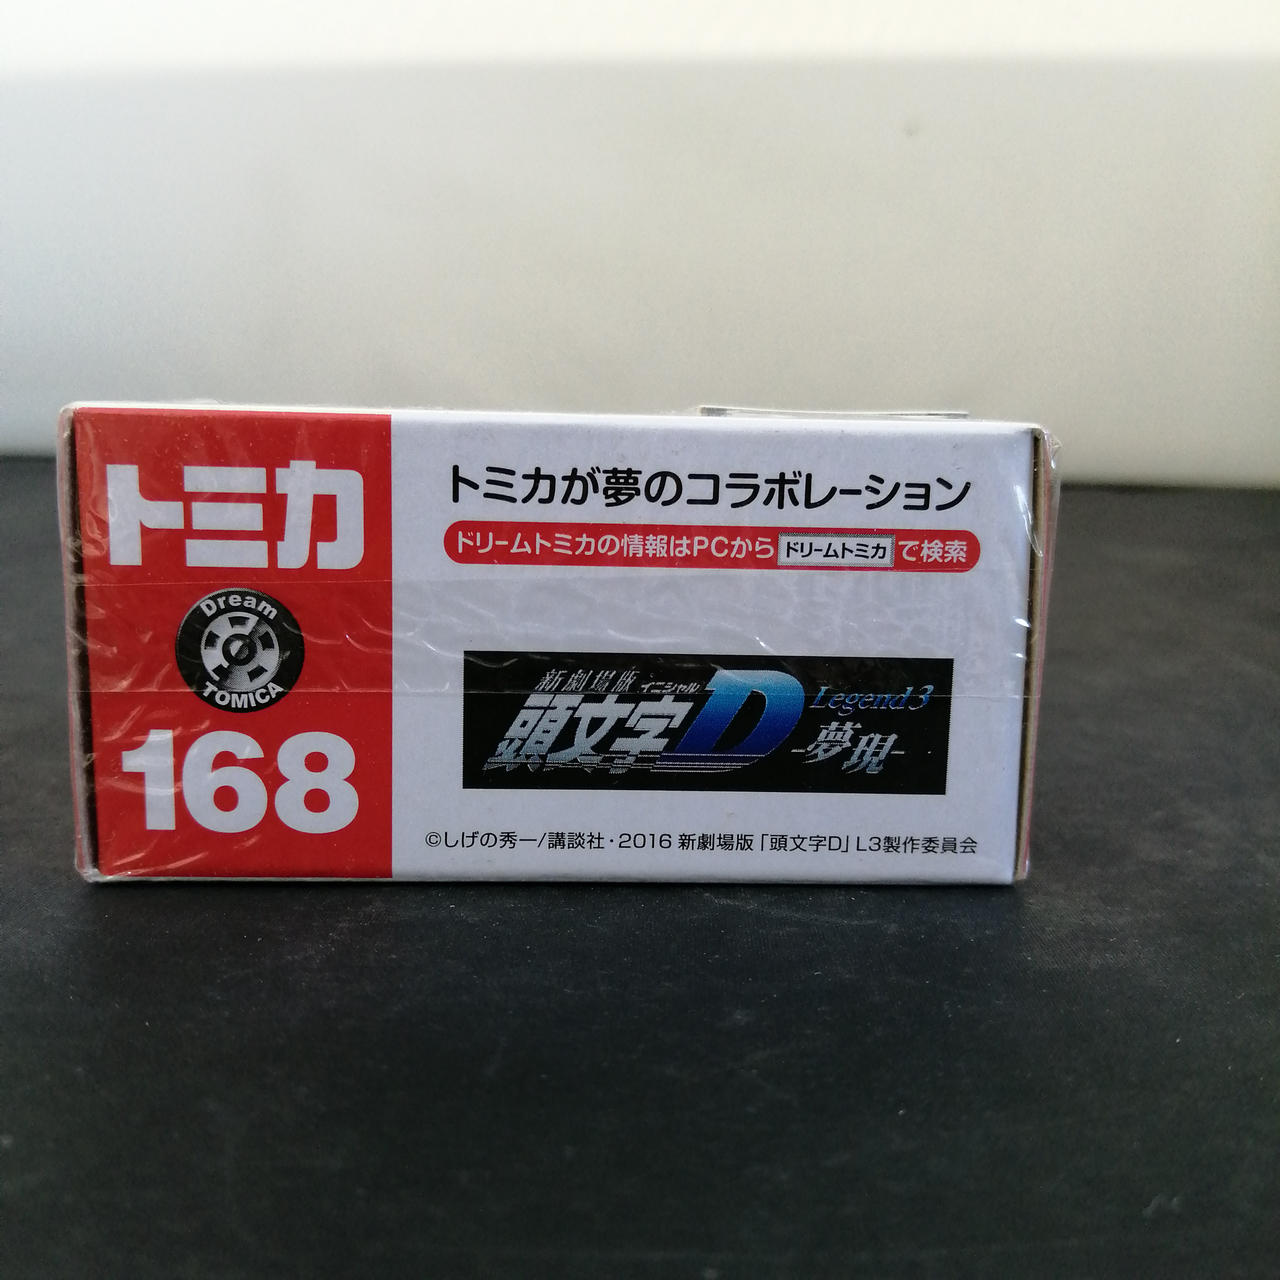 トミカ
Dream
TOMICA
168
トミカが夢のコラボレーション
ドリームトミカの情報はPCから ドリームトミカ で検索
新劇場版 イニシャル
頭文字D Legend3
-夢現-
©しげの秀一/講談社・2016 新劇場版「頭文字D」L3製作委員会